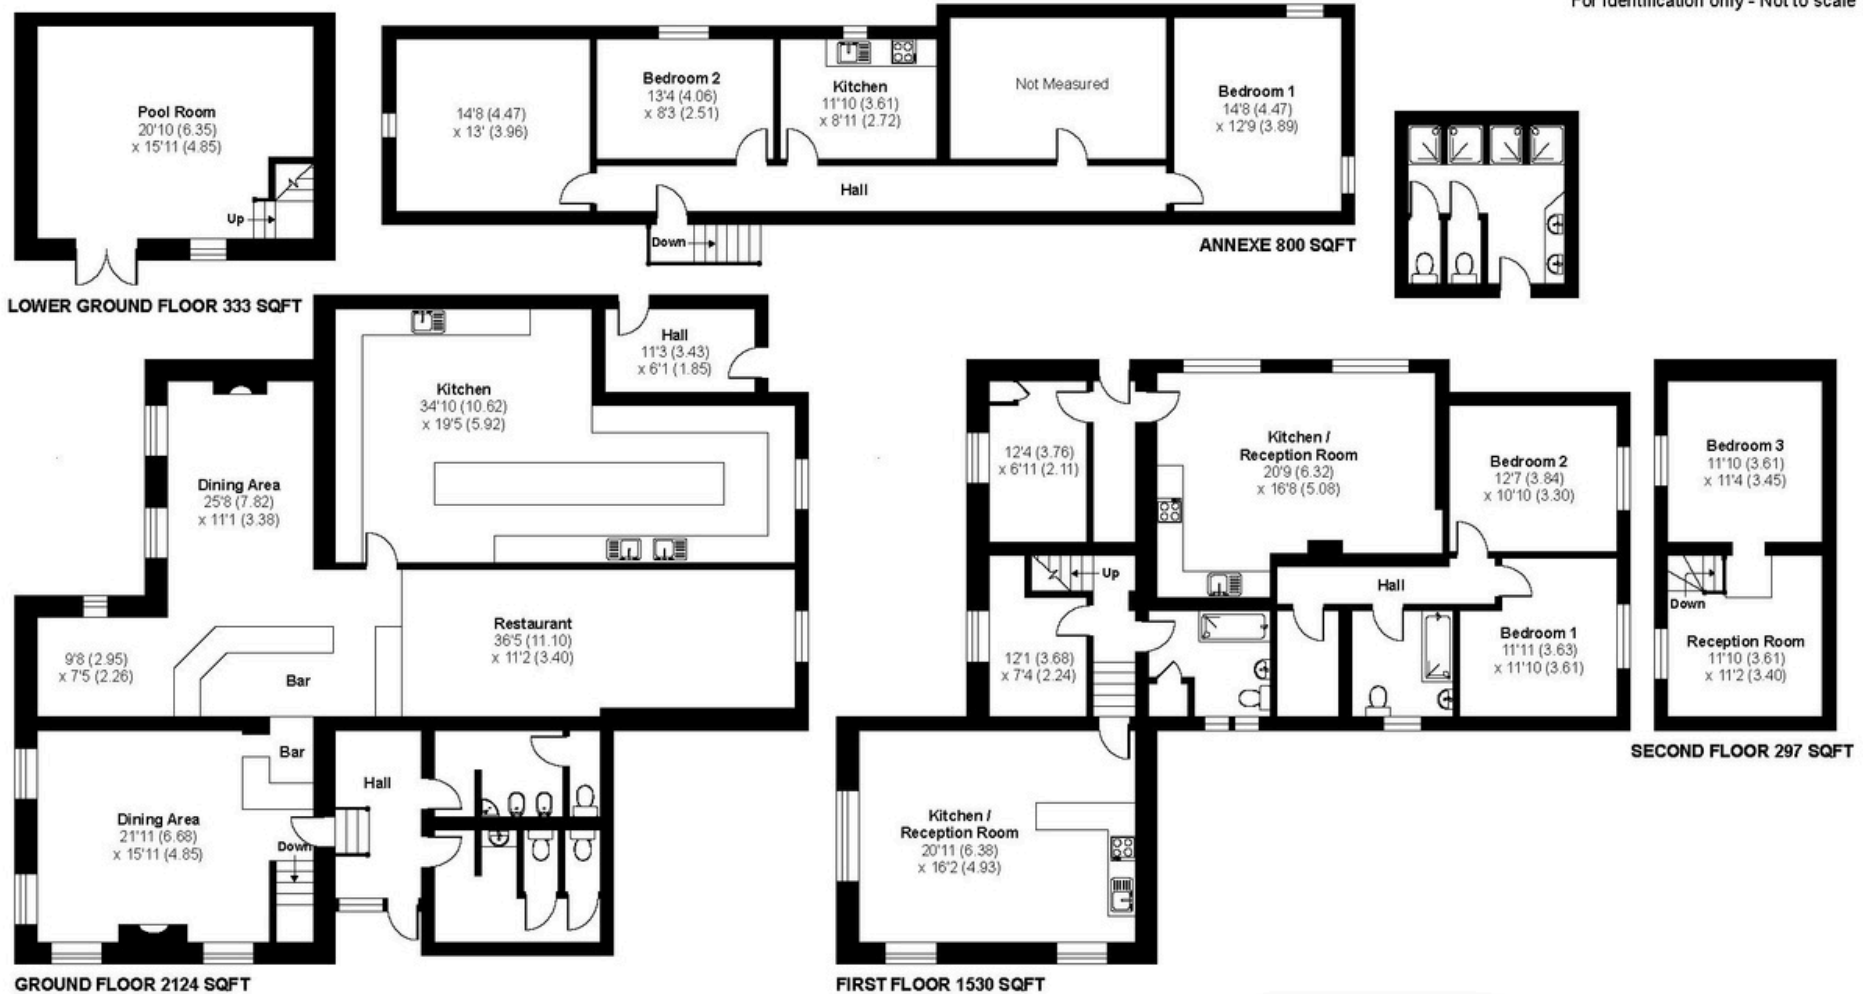 For identification only - Not to scale
Pool Room
20'10 (6.35)
x 15'11 (4.85)
Up
LOWER GROUND FLOOR 333 SQFT
14'8 (4.47)
x 13' (3.96)
Bedroom 2
13'4 (4.06)
x 8'3 (2.51)
Kitchen
11'10 (3.61)
x 8'11 (2.72)
Not Measured
Bedroom 1
14'8 (4.47)
x 12'9 (3.89)
Hall
Down
ANNEXE 800 SQFT
Hall
11'3 (3.43)
x 6'1 (1.85)
Kitchen
34'10 (10.62)
x 19'5 (5.92)
Dining Area
25'8 (7.82)
x 11'1 (3.38)
Restaurant
36'5 (11.10)
x 11'2 (3.40)
9'8 (2.95)
x 7'5 (2.26)
Bar
Bar
Hall
Dining Area
21'11 (6.68)
x 15'11 (4.85)
Down
GROUND FLOOR 2124 SQFT
12'4 (3.76)
x 6'11 (2.11)
Kitchen /
Reception Room
20'9 (6.32)
x 16'8 (5.08)
Bedroom 2
12'7 (3.84)
x 10'10 (3.30)
Up
Hall
12'1 (3.68)
x 7'4 (2.24)
Bedroom 1
11'11 (3.63)
x 11'10 (3.61)
Kitchen /
Reception Room
20'11 (6.38)
x 16'2 (4.93)
FIRST FLOOR 1530 SQFT
Bedroom 3
11'10 (3.61)
x 11'4 (3.45)
Down
Reception Room
11'10 (3.61)
x 11'2 (3.40)
SECOND FLOOR 297 SQFT